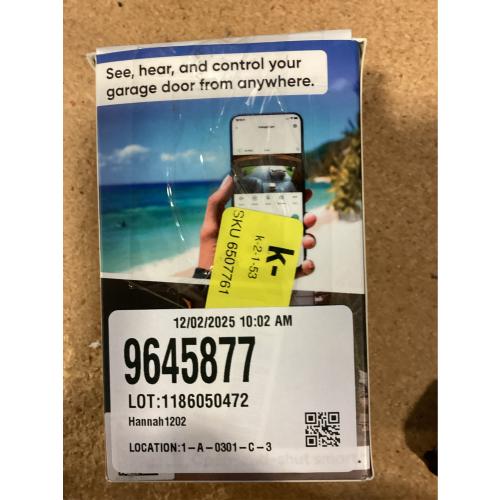 See, hear, and control your
garage door from anywhere.
k-
k-2-1-53
SKU 6507761
12/02/2025 10:02 AM
9645877
LOT:1186050472
Hannah1202
LOCATION:1-A-0301-C-3